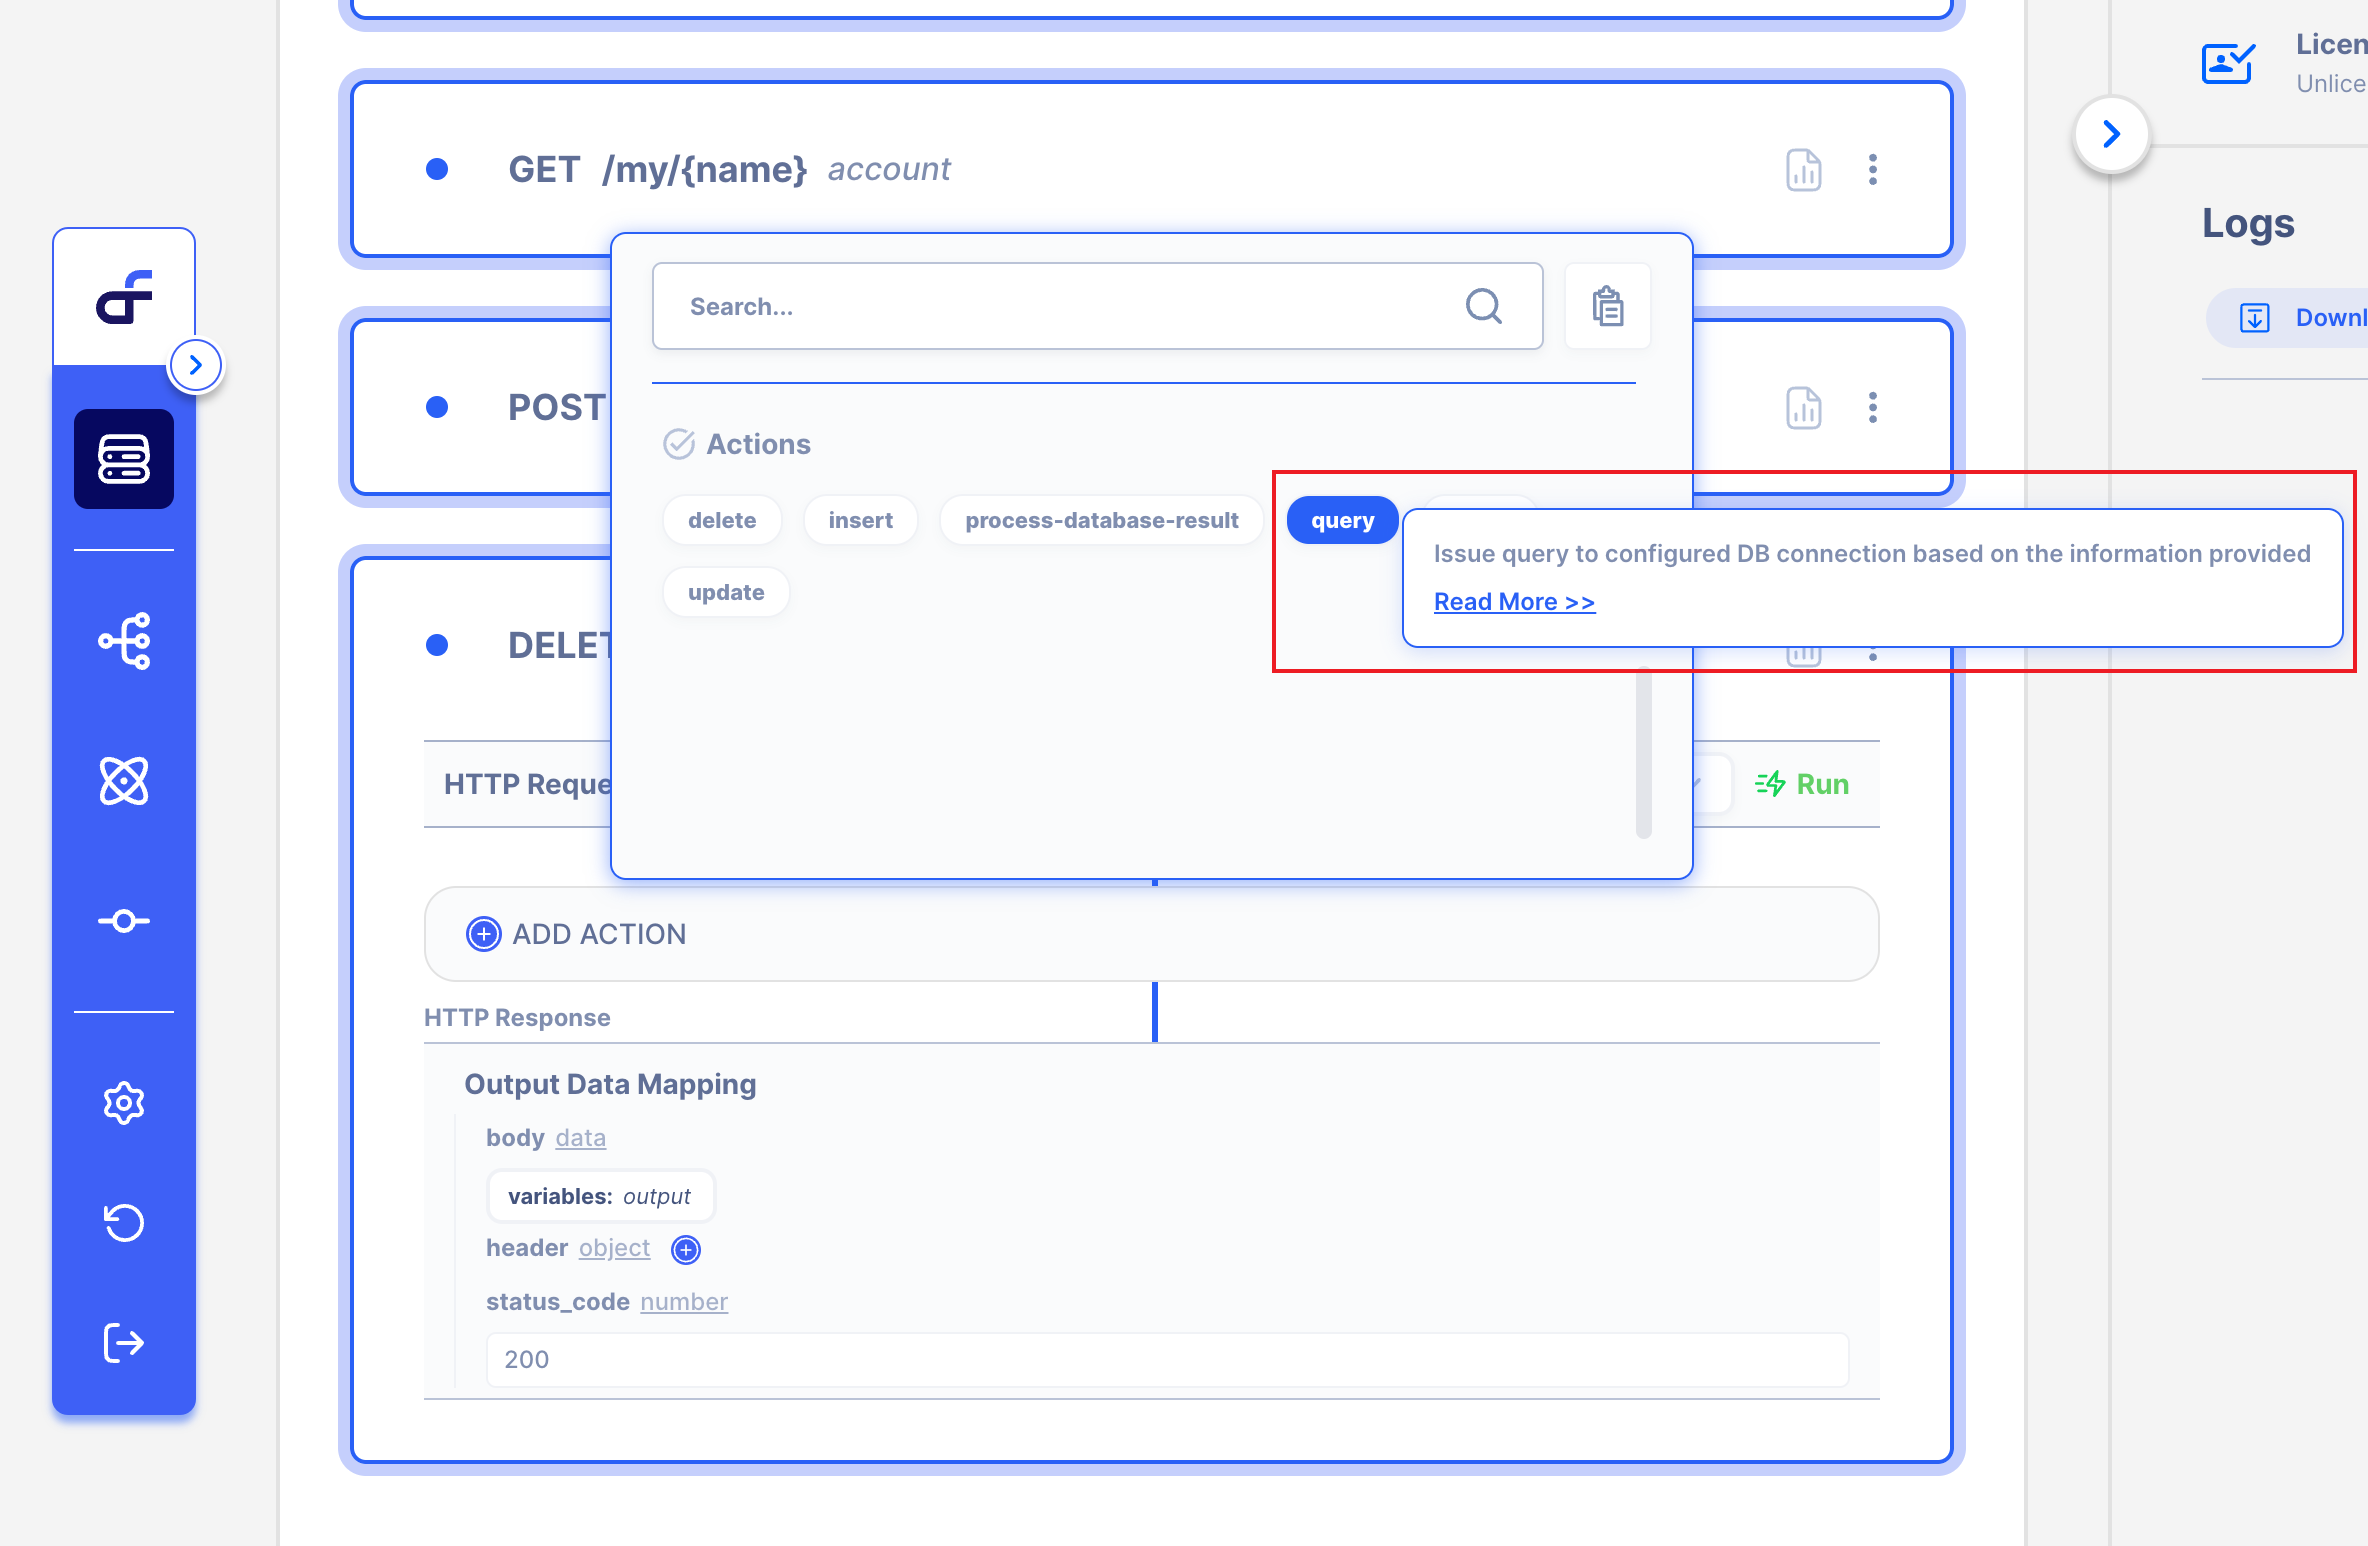 Licen
Unlice
GET /my/{name} account
Logs
Search...
Downl
POST
Actions
delete insert process-database-result query
Issue query to configured DB connection based on the information provided
update
Read More >>
DELET
HTTP Reque
Run
ADD ACTION
HTTP Response
Output Data Mapping
body data
variables: output
header object
status_code number
200